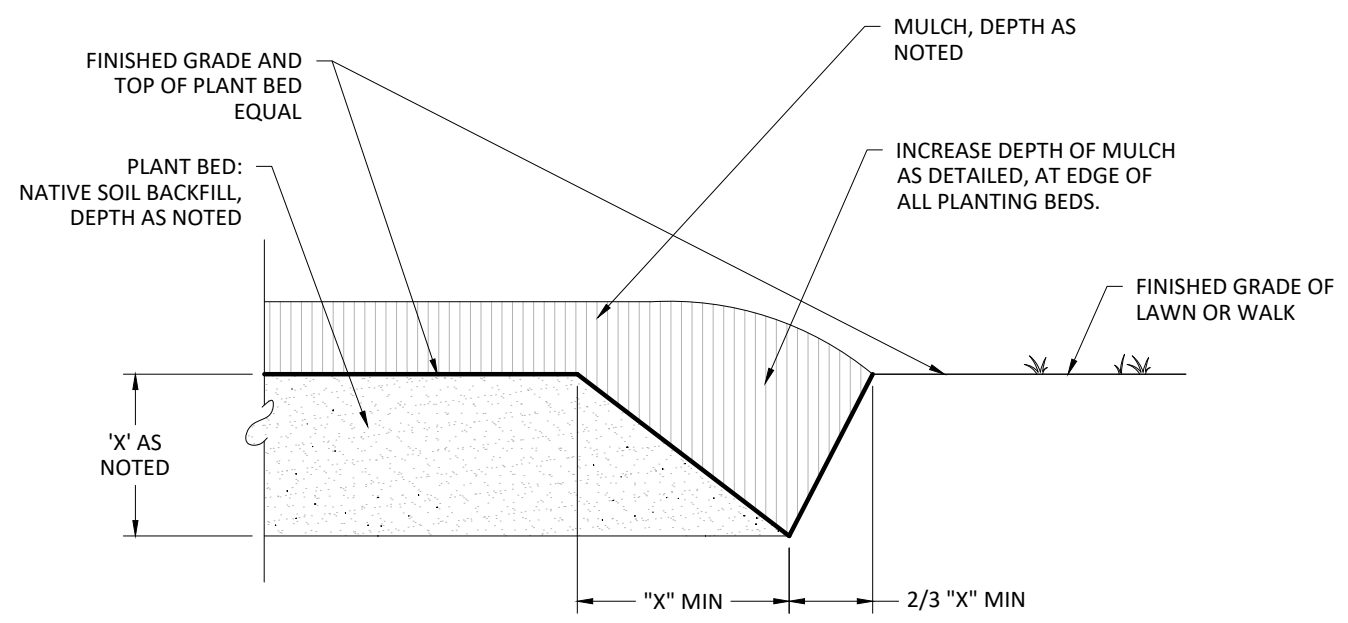 MULCH, DEPTH AS
NOTED
FINISHED GRADE AND
TOP OF PLANT BED
EQUAL
INCREASE DEPTH OF MULCH
AS DETAILED, AT EDGE OF
ALL PLANTING BEDS.
PLANT BED:
NATIVE SOIL BACKFILL,
DEPTH AS NOTED
FINISHED GRADE OF
LAWN OR WALK
'X' AS
NOTED
"X" MIN
2/3 "X" MIN